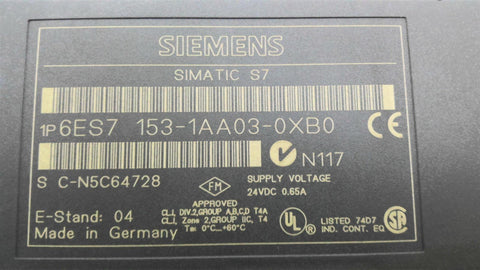 SIEMENS
SIMATIC S7
1P 6ES7 153-1AA03-0XB0
CE
N117
S C-N5C64728
FM
SUPPLY VOLTAGE
24VDC 0.65A
APPROVED
CL.I, DIV.2, GROUP A,B,C,D T4A
CL.I, Zone 2, GROUP IIC, T4
Ta: 0°C...+60°C
E-Stand: 04
Made in Germany
UL
LISTED 74D7
IND. CONT. EQ